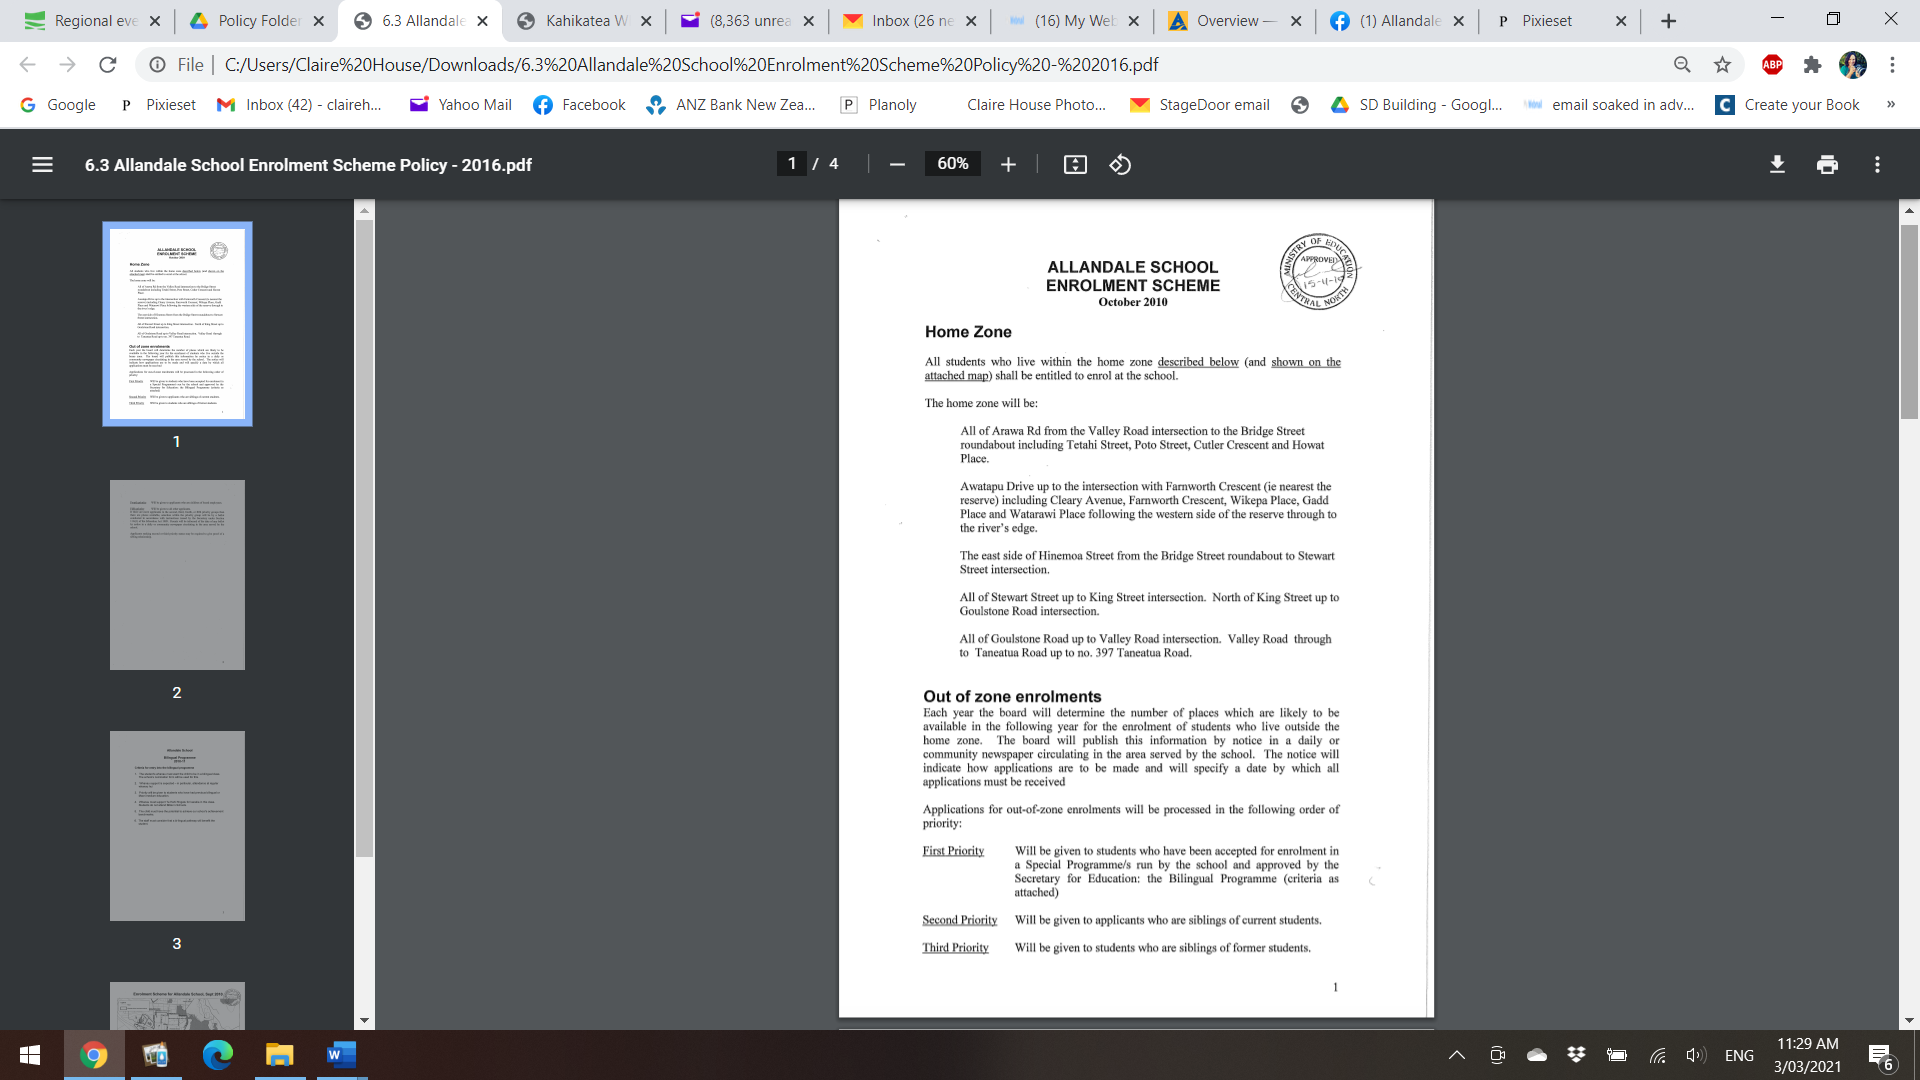 Regional eve
Policy Folder
6.3 Allandale
Kahikatea W
(8,363 unrea
Inbox (26 ne
(16) My Web
Overview —
(1) Allandale
Pixieset
File
C:/Users/Claire%20House/Downloads/6.3%20Allandale%20School%20Enrolment%20Scheme%20Policy%20-%202016.pdf
ABP
Google
Pixieset
Inbox (42) - claireh...
Yahoo Mail
Facebook
ANZ Bank New Zea...
Planoly
Claire House Photo...
StageDoor email
SD Building - Googl...
email soaked in adv...
Create your Book
»
6.3 Allandale School Enrolment Scheme Policy - 2016.pdf
1 / 4
60%
1
2
3
ALLANDALE SCHOOL
ENROLMENT SCHEME
October 2010
MINISTRY OF EDUCATION
APPROVED
CENTRAL NORTH
Home Zone
All students who live within the home zone described below (and shown on the
attached map) shall be entitled to enrol at the school.
The home zone will be:
All of Arawa Rd from the Valley Road intersection to the Bridge Street
roundabout including Tetahi Street, Poto Street, Cutler Crescent and Howat
Place.
Awatapu Drive up to the intersection with Farnworth Crescent (ie nearest the
reserve) including Cleary Avenue, Farnworth Crescent, Wikepa Place, Gadd
Place and Watarawi Place following the western side of the reserve through to
the river's edge.
The east side of Hinemoa Street from the Bridge Street roundabout to Stewart
Street intersection.
All of Stewart Street up to King Street intersection. North of King Street up to
Goulstone Road intersection.
All of Goulstone Road up to Valley Road intersection. Valley Road through
to Taneatua Road up to no. 397 Taneatua Road.
Out of zone enrolments
Each year the board will determine the number of places which are likely to be
available in the following year for the enrolment of students who live outside the
home zone. The board will publish this information by notice in a daily or
community newspaper circulating in the area served by the school. The notice will
indicate how applications are to be made and will specify a date by which all
applications must be received
Applications for out-of-zone enrolments will be processed in the following order of
priority:
First Priority Will be given to students who have been accepted for enrolment in
a Special Programme/s run by the school and approved by the
Secretary for Education: the Bilingual Programme (criteria as
attached)
Second Priority Will be given to applicants who are siblings of current students.
Third Priority Will be given to students who are siblings of former students.
1
ENG
11:29 AM
3/03/2021
6